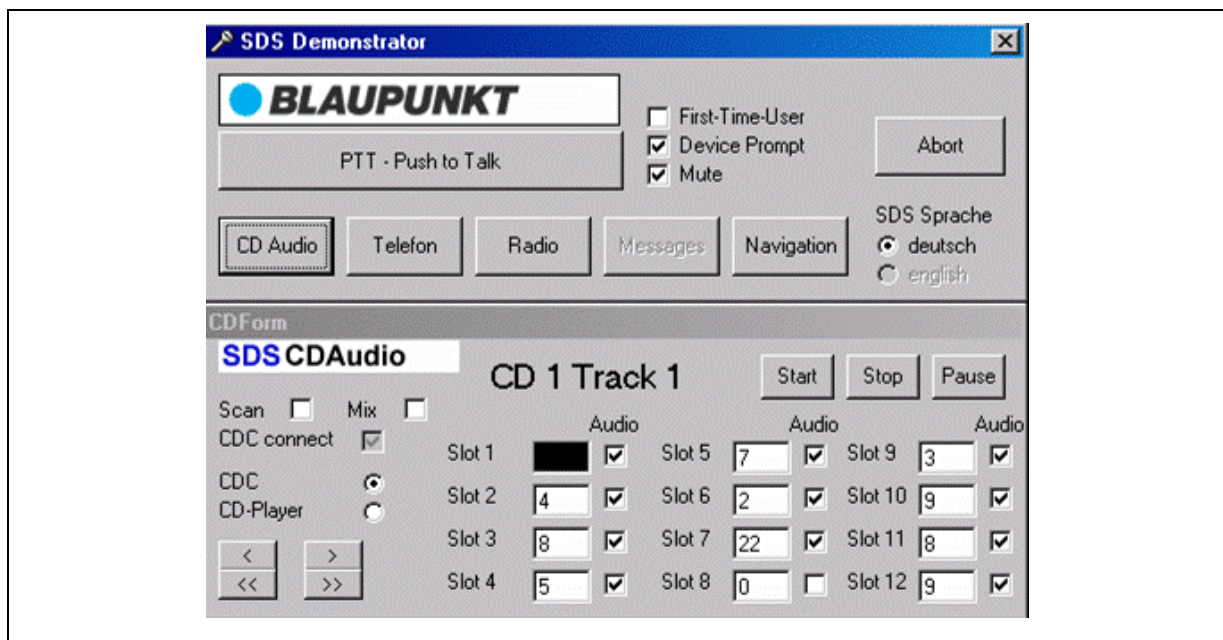 SDS Demonstrator
BLAUPUNKT
PTT - Push to Talk
First-Time-User
Device Prompt
Mute
Abort
CD Audio
Telefon
Radio
Messages
Navigation
SDS Sprache
deutsch
english
CDForm
SDS CDAudio
CD 1 Track 1
Start
Stop
Pause
Scan
Mix
CDC connect
CDC
CD-Player
<
>
<<
>>
Audio
Slot 1
Slot 2 4
Slot 3 8
Slot 4 5
Audio
Slot 5 7
Slot 6 2
Slot 7 22
Slot 8 0
Audio
Slot 9 3
Slot 10 9
Slot 11 8
Slot 12 9